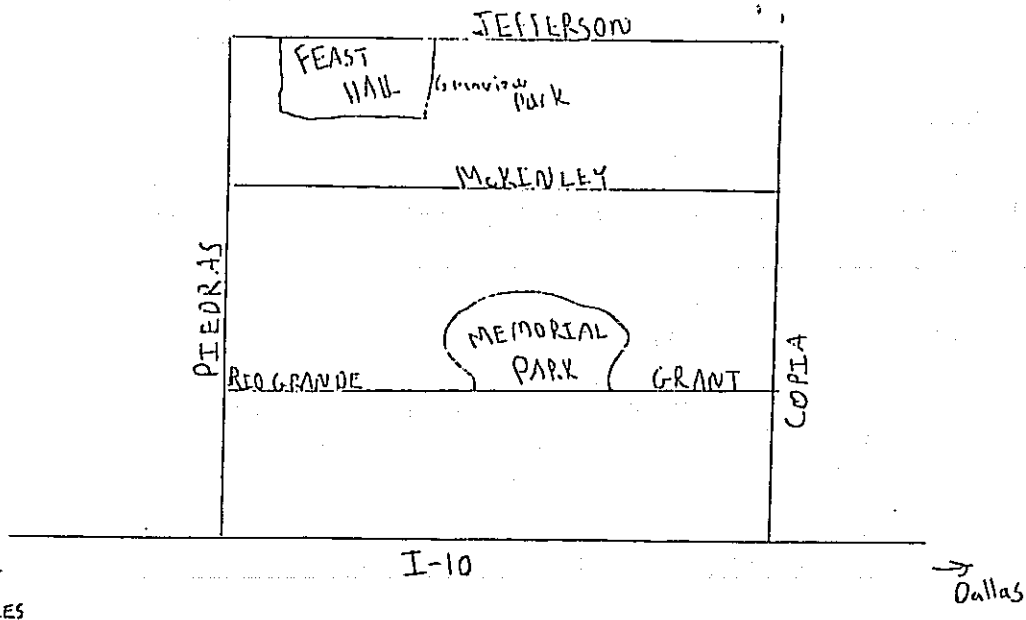 JEFFERSON
FEAST
HALL
Park
McKINLEY
PIEDRAS
MEMORIAL
PARK
RIO GRANDE
GRANT
COPIA
I-10
Dallas